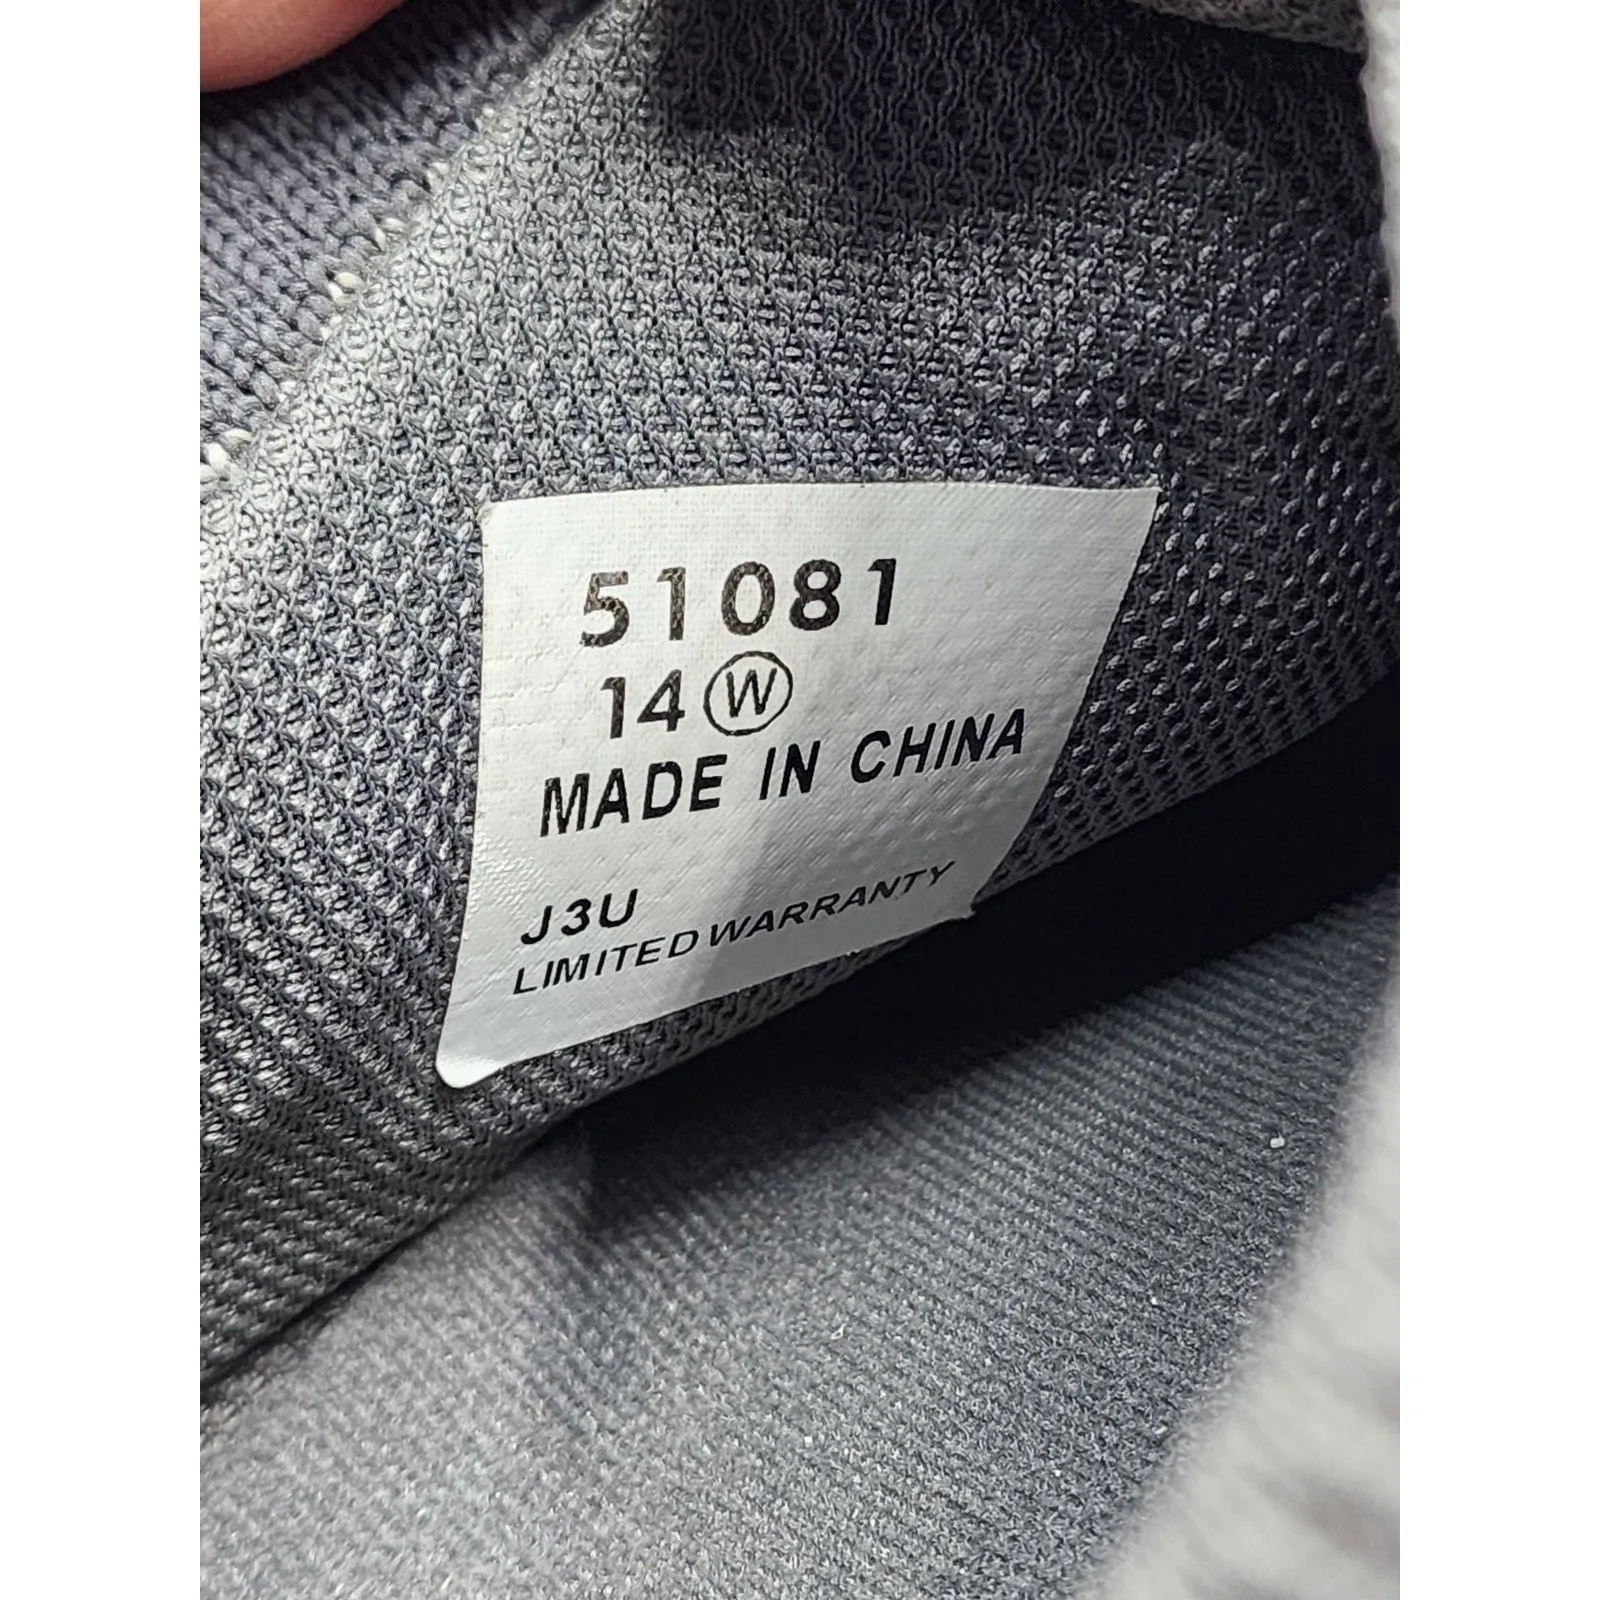 51081
14 W
MADE IN CHINA
J3U
LIMITED WARRANTY